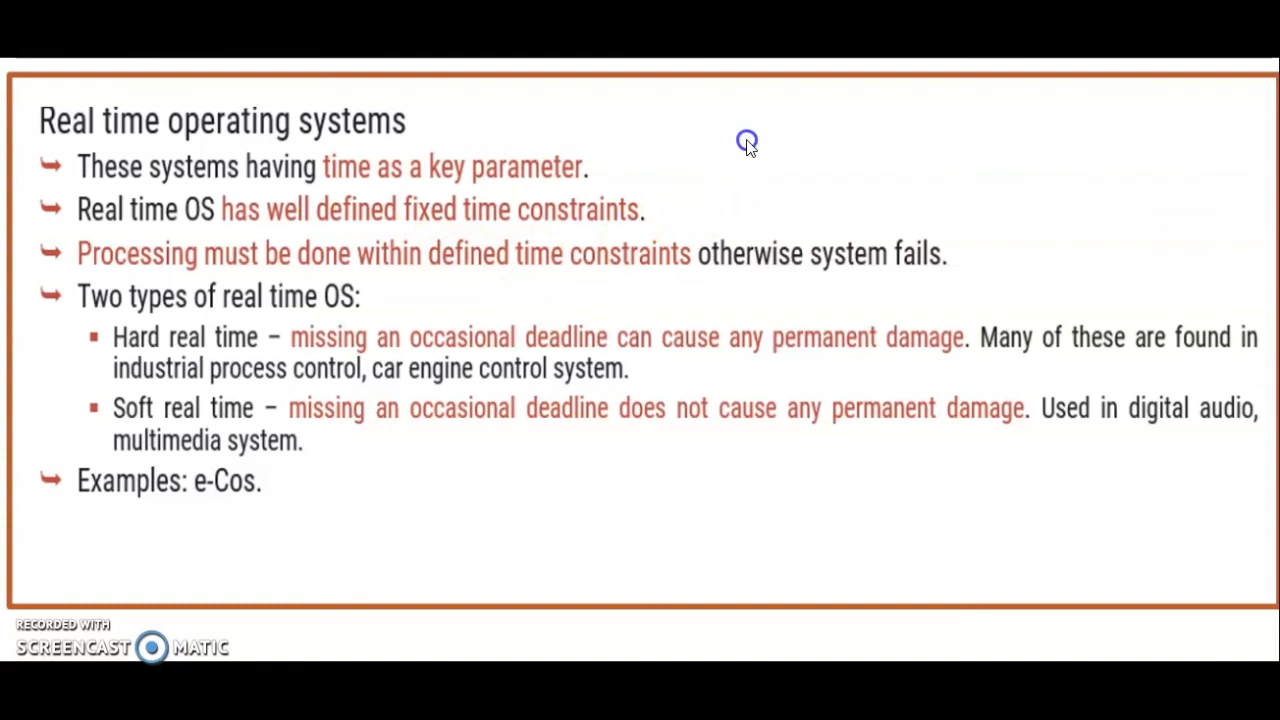 Real time operating systems
These systems having time as a key parameter.
Real time OS has well defined fixed time constraints.
Processing must be done within defined time constraints otherwise system fails.
Two types of real time OS:
Hard real time – missing an occasional deadline can cause any permanent damage. Many of these are found in
industrial process control, car engine control system.
Soft real time – missing an occasional deadline does not cause any permanent damage. Used in digital audio,
multimedia system.
Examples: e-Cos.
RECORDED WITH
SCREENCAST MATIC